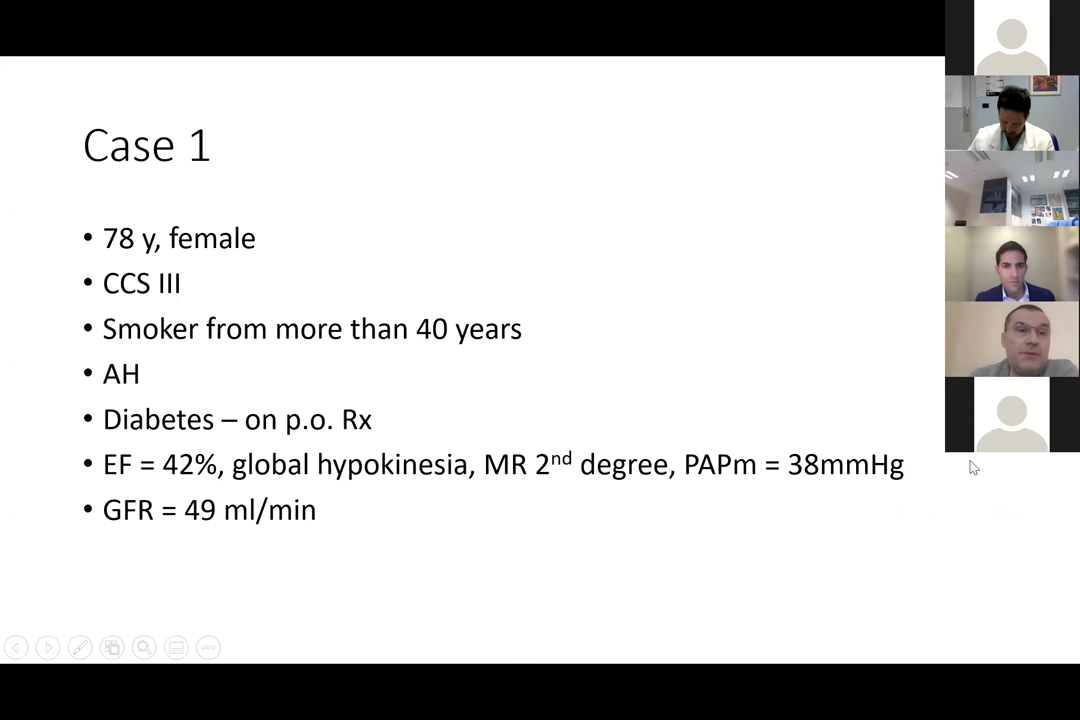 Case 1
• 78 y, female
• CCS III
• Smoker from more than 40 years
• AH
• Diabetes – on p.o. Rx
• EF = 42%, global hypokinesia, MR 2nd degree, PAPm = 38mmHg
• GFR = 49 ml/min